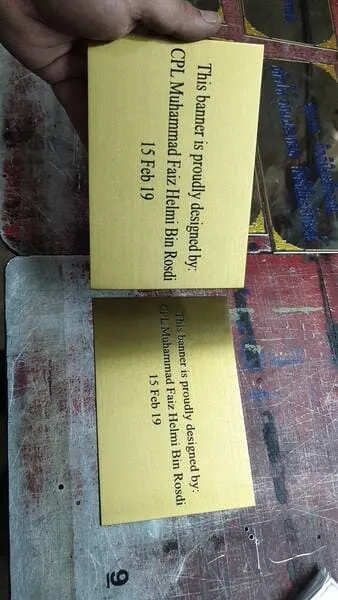 This banner is proudly designed by:
CPL Muhammad Faiz Helmi Bin Rosdi
15 Feb 19
This banner is proudly designed by:
CPL Muhammad Faiz Helmi Bin Rosdi
15 Feb 19
9